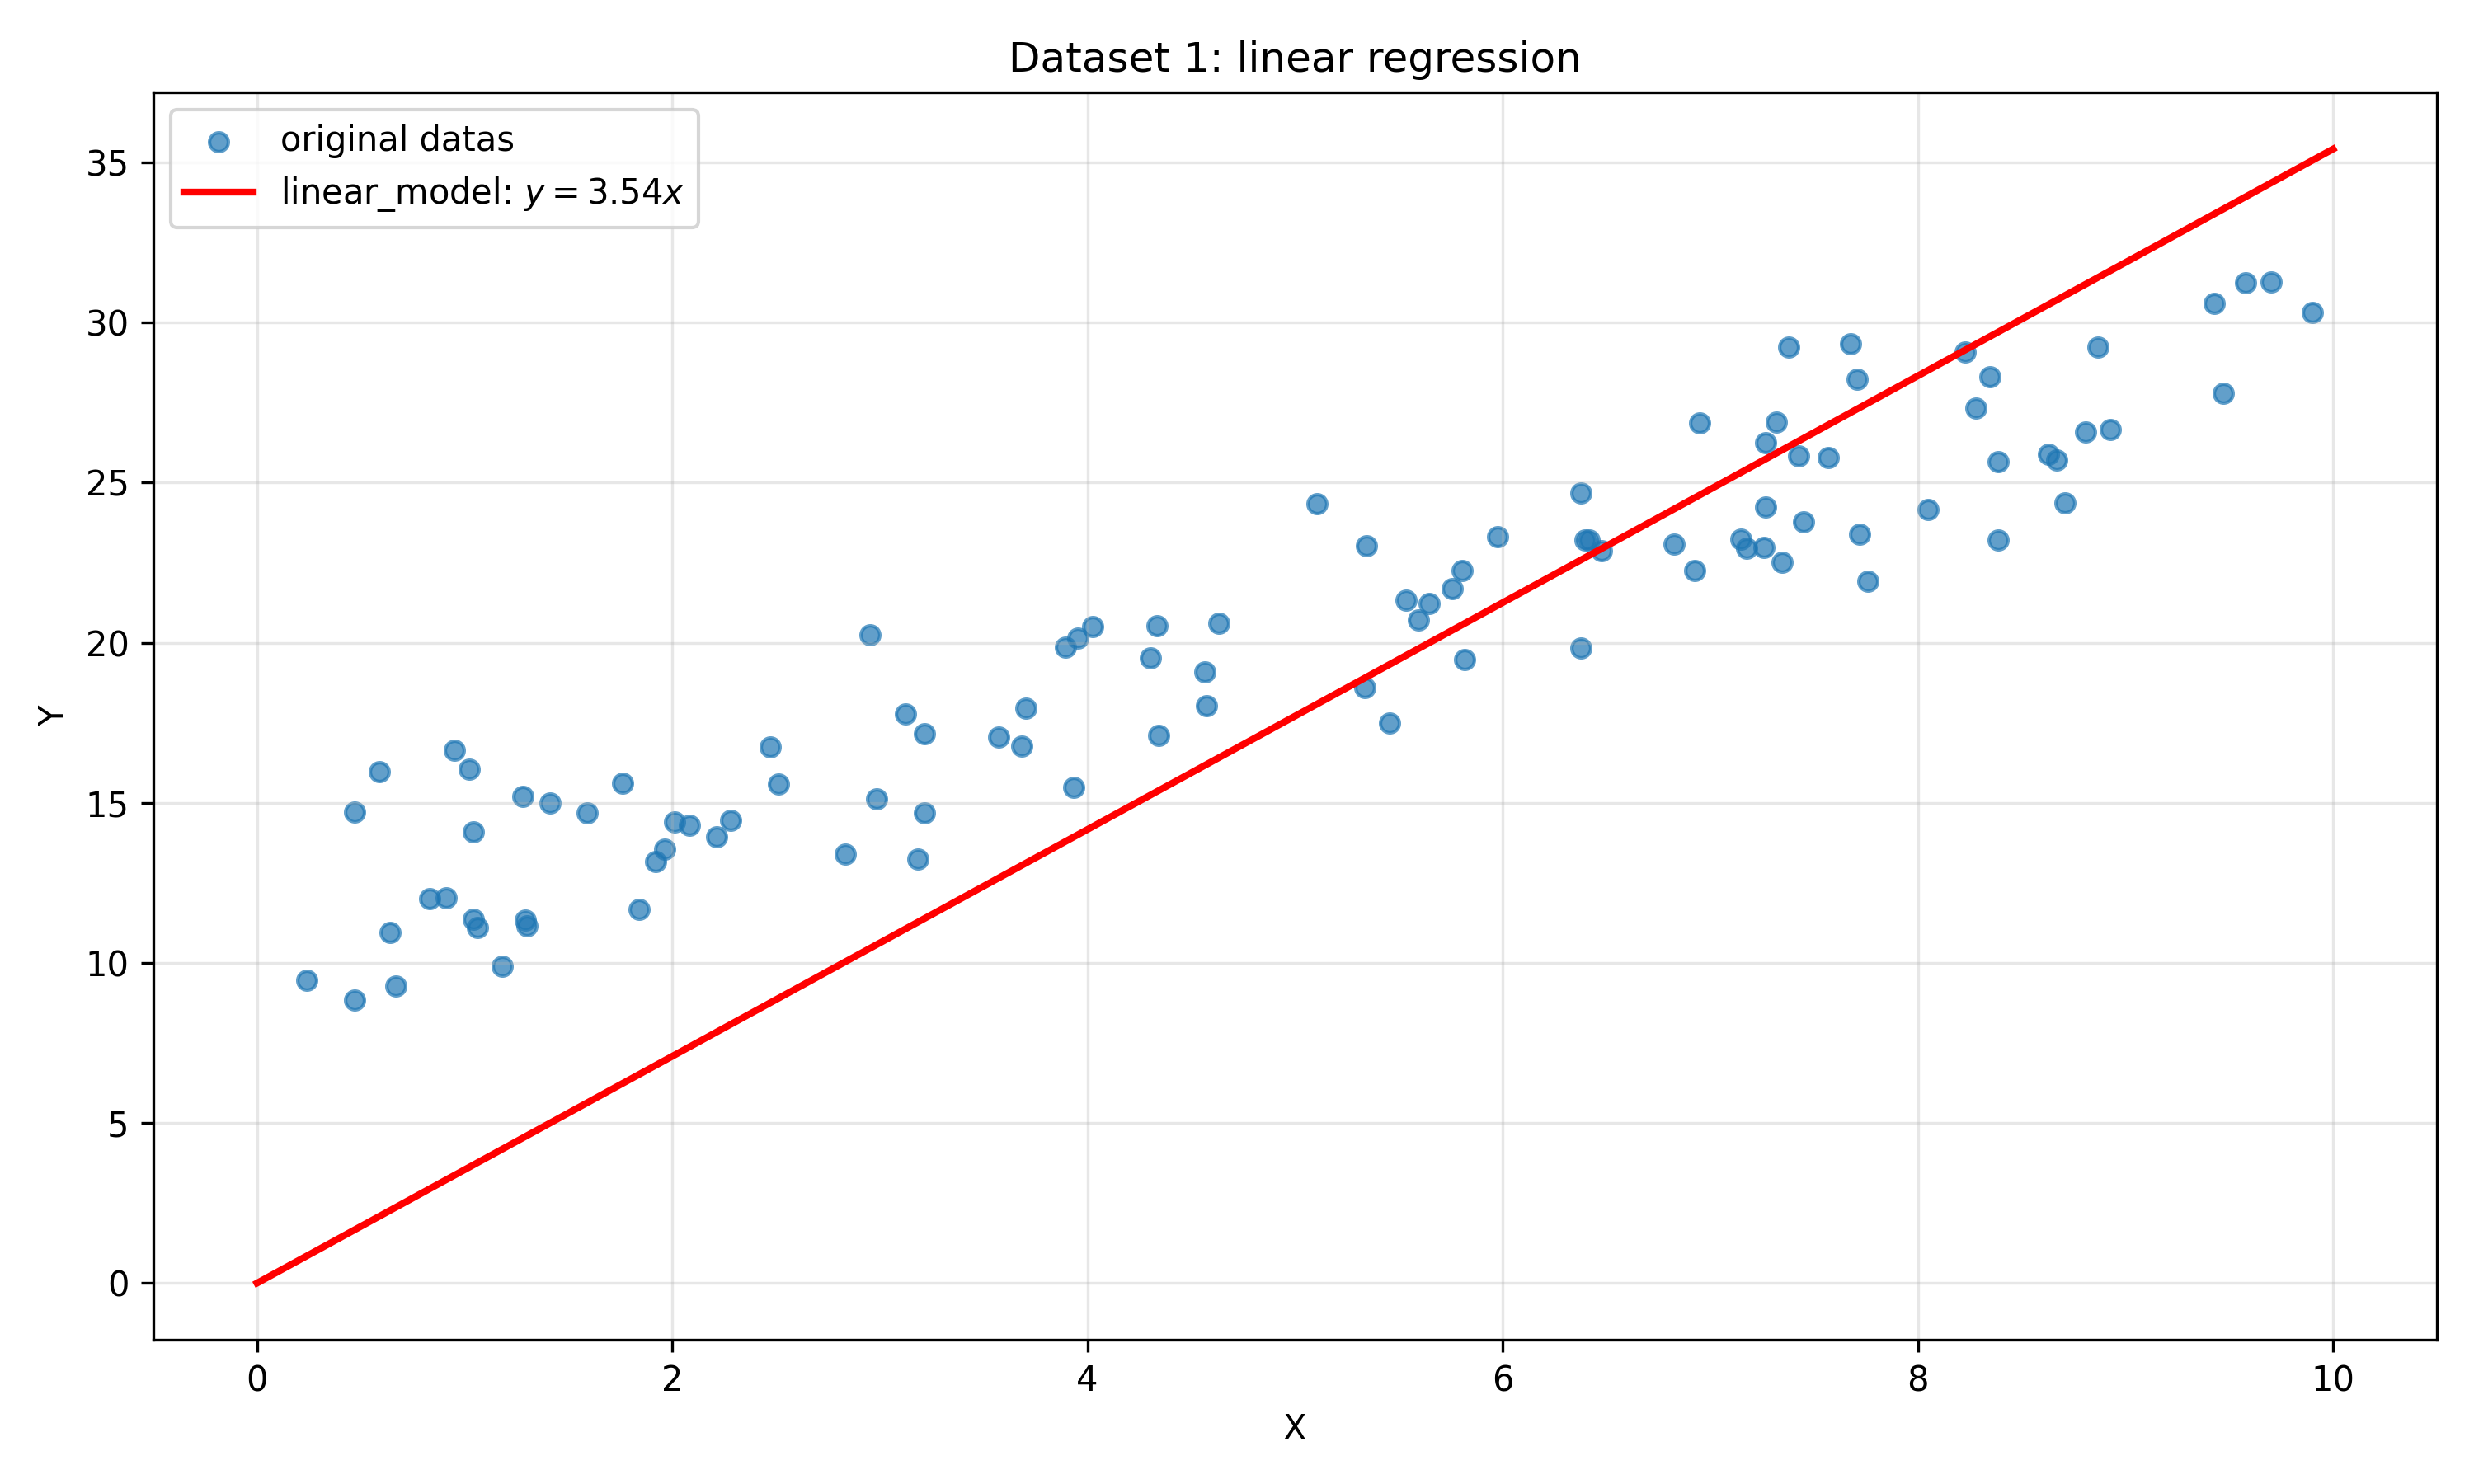 Dataset 1: linear regression
original datas
linear_model: y = 3.54x
35
30
25
20
15
10
5
0
Y
0 2 4 6 8 10
X